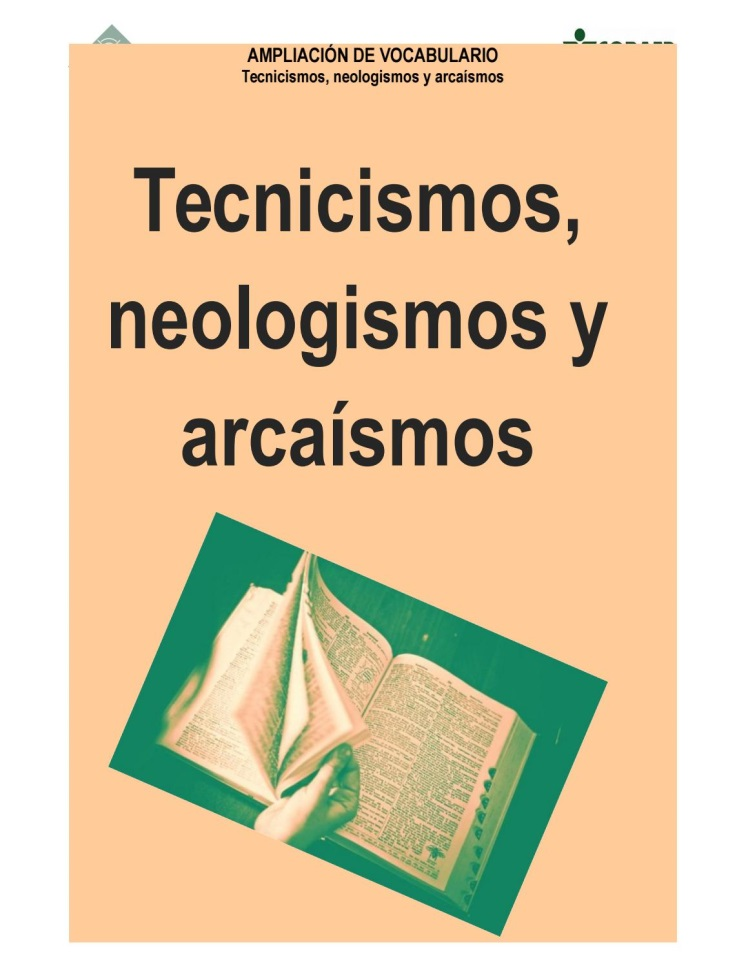 AMPLIACIÓN DE VOCABULARIO
Tecnicismos, neologismos y arcaísmos
Tecnicismos,
neologismos y
arcaísmos